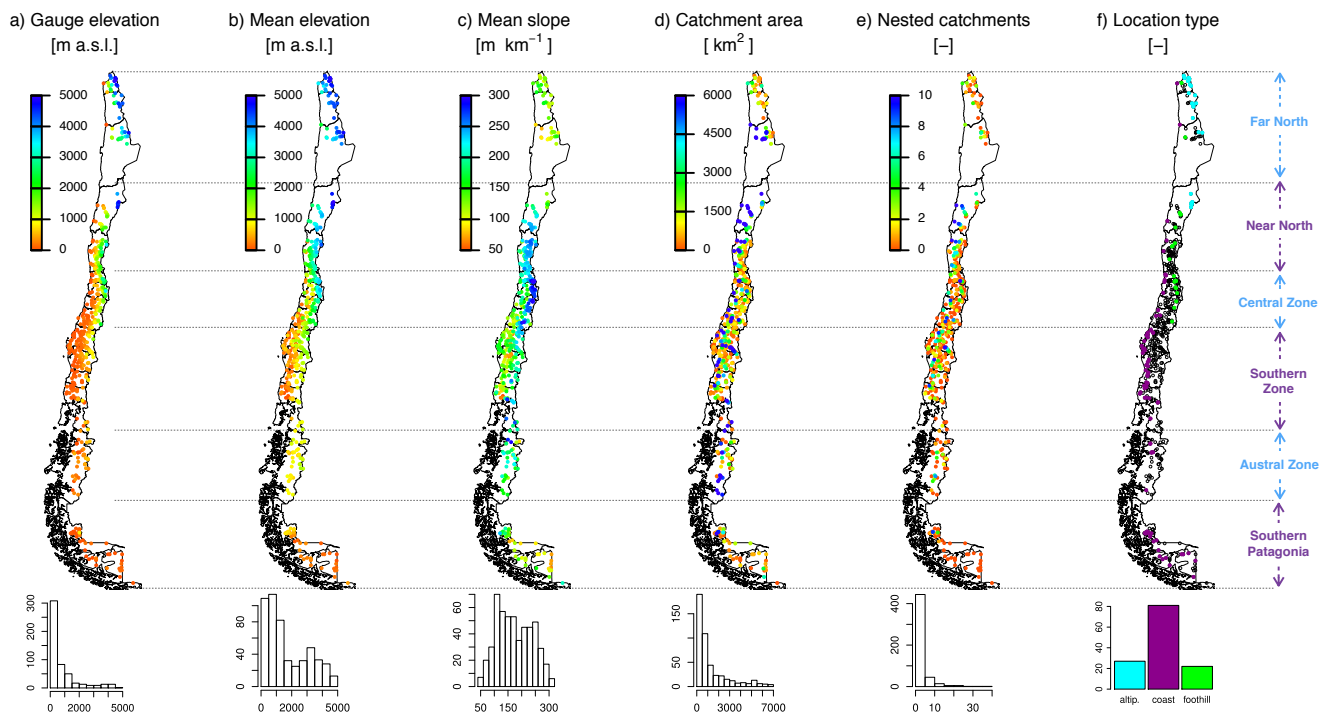 a) Gauge elevation
[m a.s.l.]
b) Mean elevation
[m a.s.l.]
c) Mean slope
[m km⁻¹]
d) Catchment area
[ km²]
e) Nested catchments
[–]
f) Location type
[–]
5000
4000
3000
2000
1000
0
5000
4000
3000
2000
1000
0
300
250
200
150
100
50
6000
4500
3000
1500
0
10
8
6
4
2
0
Far North
Near North
Central Zone
Southern
Zone
Austral Zone
Southern
Patagonia
0 100 200 300
0 2000 5000
0 40 80
0 2000 5000
0 20 40 60
50 150 300
0 50 150
0 3000 7000
0 200 400
0 10 30
0 20 40 60 80
altip. coast foothill